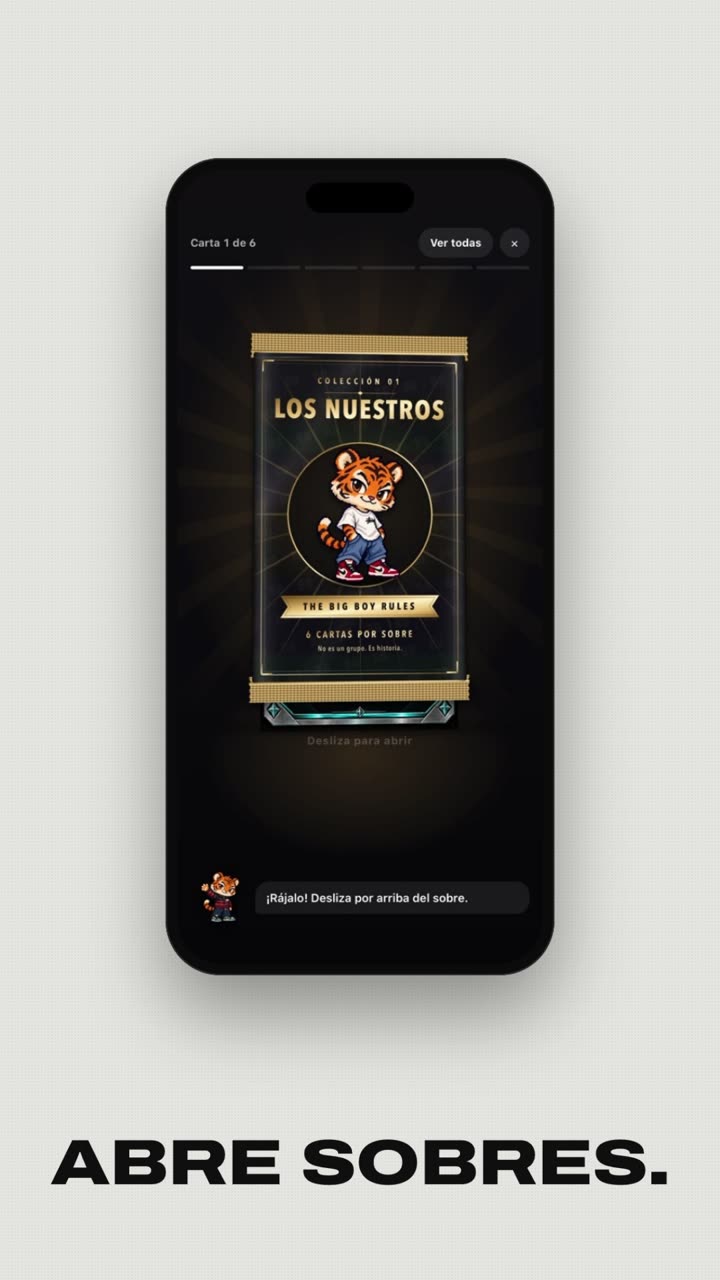 Carta 1 de 6
Ver todas
×
COLECCIÓN 01
LOS NUESTROS
THE BIG BOY RULES
6 CARTAS POR SOBRE
No es un grupo. Es historia.
Desliza para abrir
¡Rájalo! Desliza por arriba del sobre.
ABRE SOBRES.